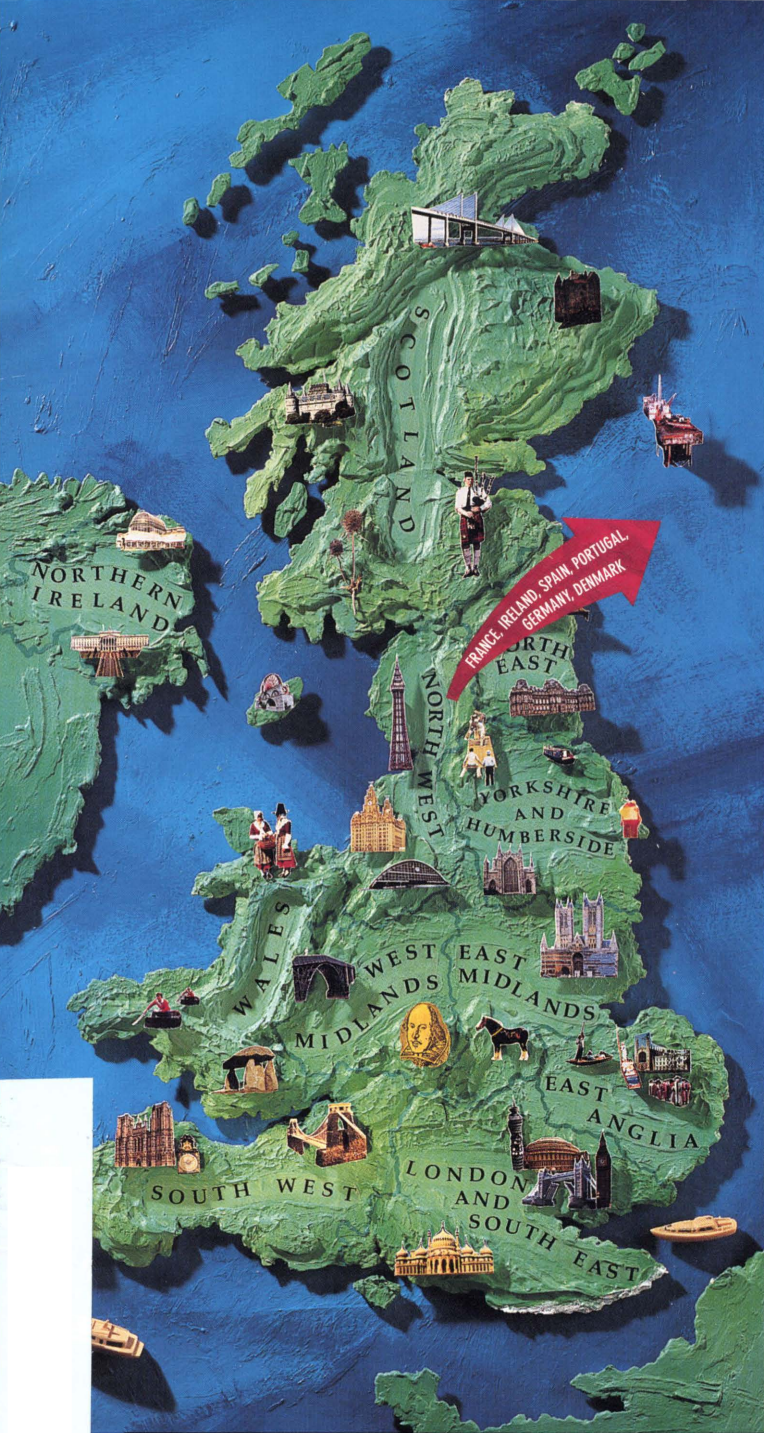 SCOTLAND
NORTHERN
IRELAND
FRANCE, IRELAND, SPAIN, PORTUGAL,
GERMANY, DENMARK
EAST
NORTH WEST
YORKSHIRE
AND
HUMBERSIDE
WALES
WEST
MIDLANDS
EAST
MIDLANDS
EAST
ANGLIA
SOUTH WEST
LONDON
AND
SOUTH EAST